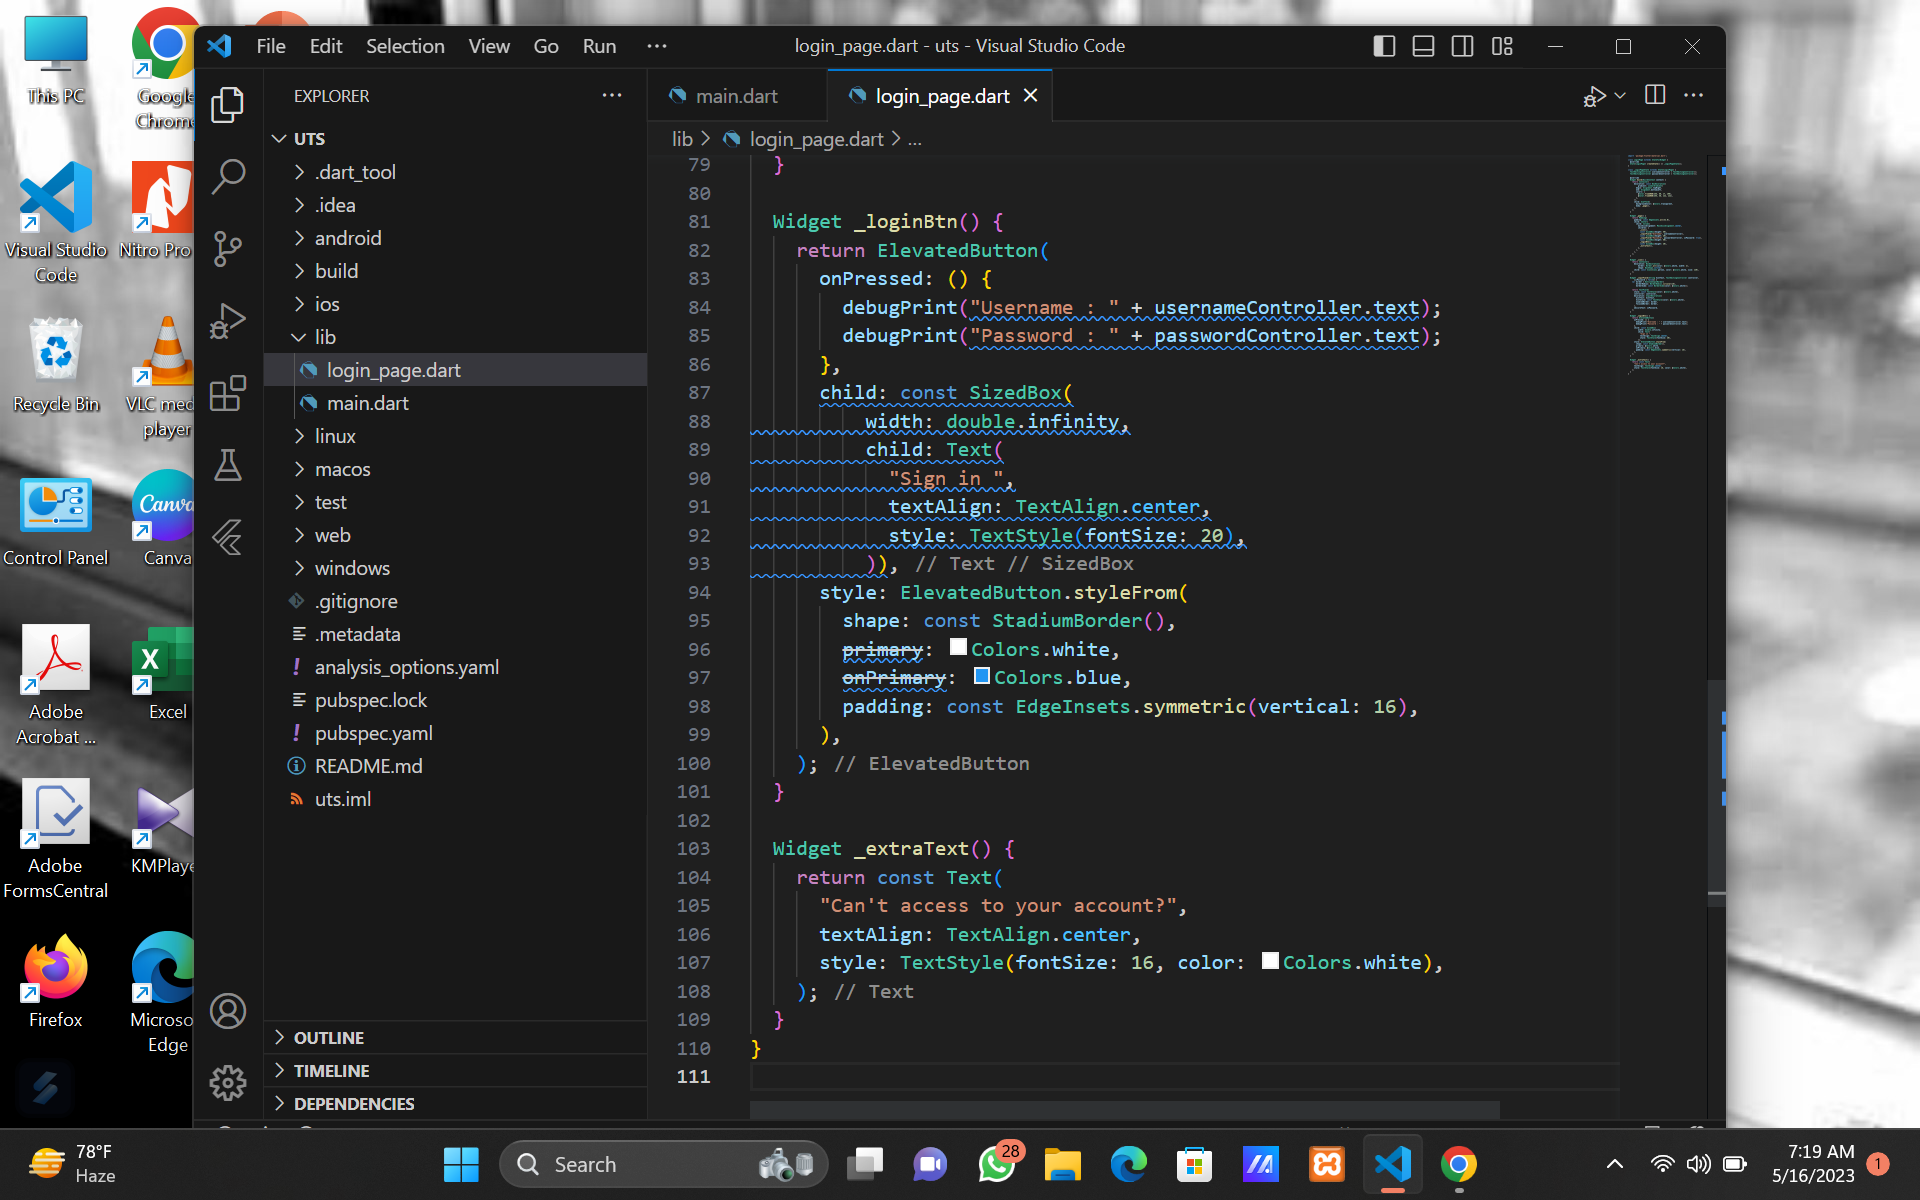 This PC
Google
Chrome
Visual Studio
Code
Nitro Pro
Recycle Bin
VLC med
player
Control Panel
Canva
Canva
Adobe
Acrobat ...
Excel
Adobe
FormsCentral
KMPlaye
Firefox
Microso
Edge
File Edit Selection View Go Run ...
login_page.dart - uts - Visual Studio Code
EXPLORER
UTS
.dart_tool
.idea
android
build
ios
lib
login_page.dart
main.dart
linux
macos
test
web
windows
.gitignore
.metadata
analysis_options.yaml
pubspec.lock
pubspec.yaml
README.md
uts.iml
OUTLINE
TIMELINE
DEPENDENCIES
main.dart login_page.dart
lib > login_page.dart > ...
79 }
80
81 Widget _loginBtn() {
82 return ElevatedButton(
83 onPressed: () {
84 debugPrint("Username : " + usernameController.text);
85 debugPrint("Password : " + passwordController.text);
86 },
87 child: const SizedBox(
88 width: double.infinity,
89 child: Text(
90 "Sign in ",
91 textAlign: TextAlign.center,
92 style: TextStyle(fontSize: 20),
93 )), // Text // SizedBox
94 style: ElevatedButton.styleFrom(
95 shape: const StadiumBorder(),
96 primary: Colors.white,
97 onPrimary: Colors.blue,
98 padding: const EdgeInsets.symmetric(vertical: 16),
99 ),
100 ); // ElevatedButton
101 }
102
103 Widget _extraText() {
104 return const Text(
105 "Can't access to your account?",
106 textAlign: TextAlign.center,
107 style: TextStyle(fontSize: 16, color: Colors.white),
108 ); // Text
109 }
110 }
111
78°F
Haze
Search
28
7:19 AM
5/16/2023
1